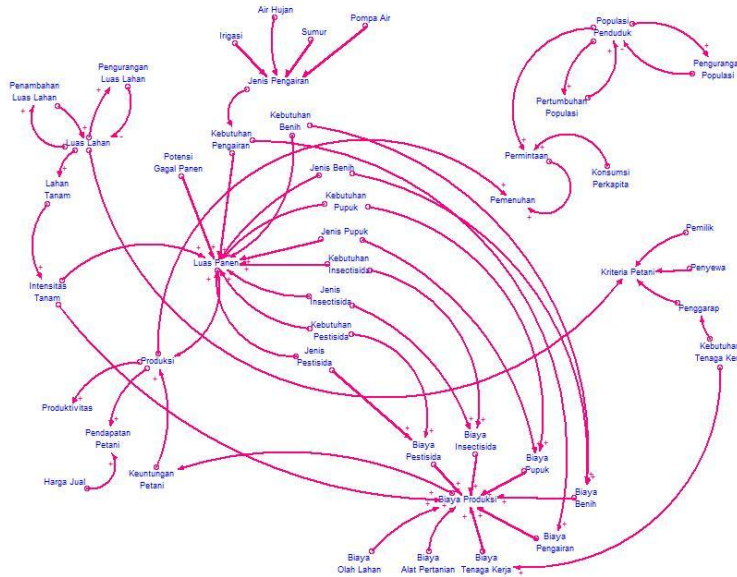 Air Hujan
Irigasi
Sumur
Pompa Air
Jenis Pengairan
Populasi
Penduduk
Pengurangan
Populasi
Pertumbuhan
Populasi
Permintaan
Konsumsi
Perkapita
Pemenuhan
Penambahan
Luas Lahan
Pengurangan
Luas Lahan
Luas Lahan
Lahan
Tanam
Intensitas
Tanam
Kebutuhan
Pengairan
Kebutuhan
Benih
Potensi
Gagal Panen
Jenis Benih
Kebutuhan
Pupuk
Jenis Pupuk
Luas Panen
Kebutuhan
Insectisida
Jenis
Insectisida
Kebutuhan
Pestisida
Jenis
Pestisida
Pemilik
Kriteria Petani
Penyewa
Penggarap
Kebutuhan
Tenaga Kerj
Produksi
Produktivitas
Pendapatan
Petani
Harga Jual
Keuntungan
Petani
Biaya
Pestisida
Biaya
Insectisida
Biaya
Pupuk
Biaya
Benih
Biaya Produksi
Biaya
Pengairan
Biaya
Olah Lahan
Biaya
Alat Pertanian
Biaya
Tenaga Kerja